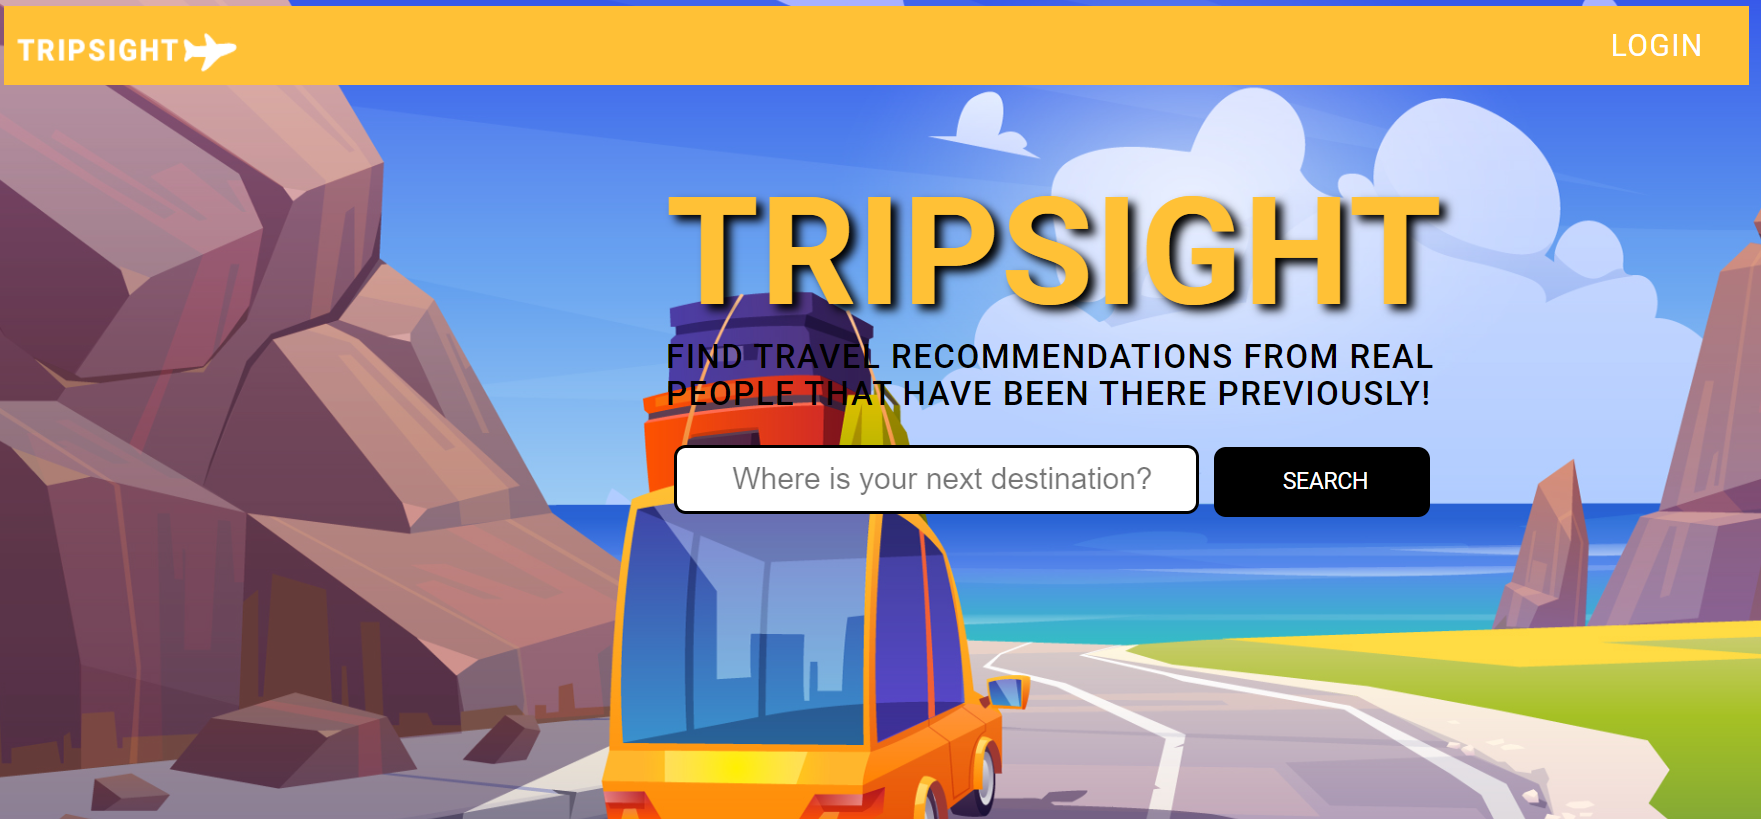 TRIPSIGHT
LOGIN
TRIPSIGHT
FIND TRAVEL RECOMMENDATIONS FROM REAL
PEOPLE THAT HAVE BEEN THERE PREVIOUSLY!
Where is your next destination?
SEARCH